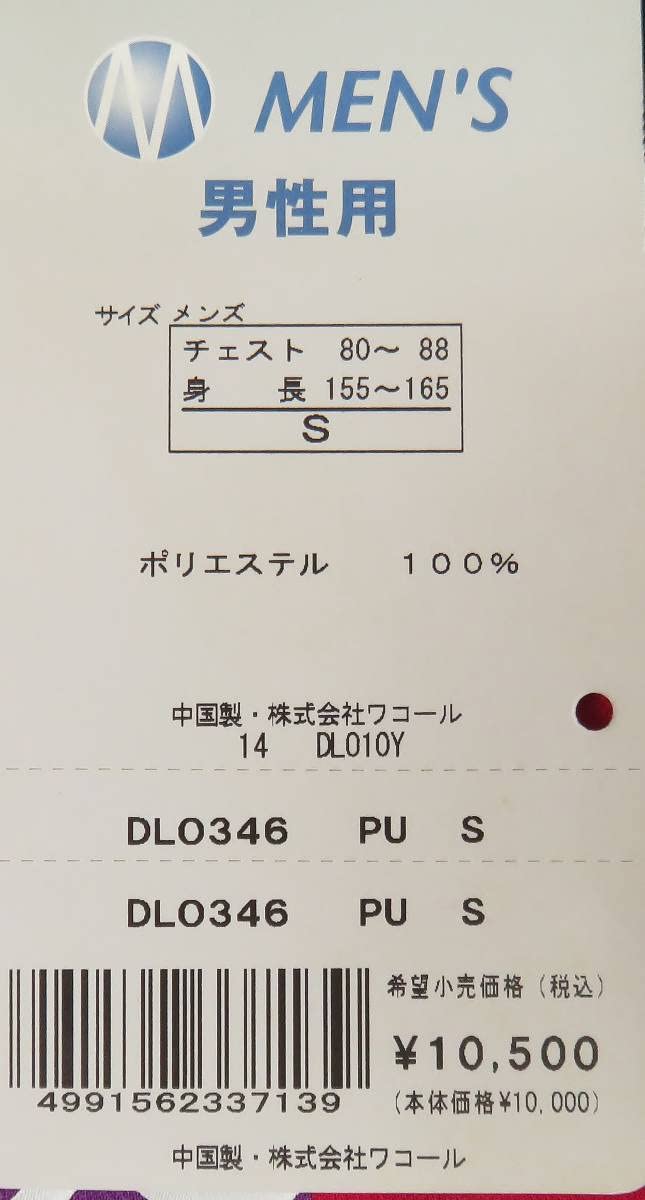 M MEN'S
男性用
サイズ メンズ
チェスト 80～ 88
身 長 155～165
S
ポリエステル 100%
中国製・株式会社ワコール
14 DL010Y
DL0346 PU S
DL0346 PU S
希望小売価格(税込)
¥10,500
4991562337139 (本体価格¥10,000)
中国製・株式会社ワコール